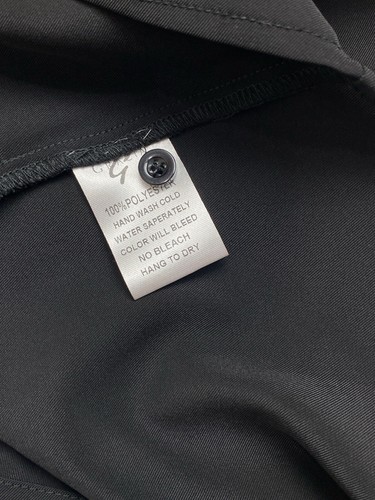 100%POLYESTER
HAND WASH COLD
WATER SAPERATELY
COLOR WILL BLEED
NO BLEACH
HANG TO DRY